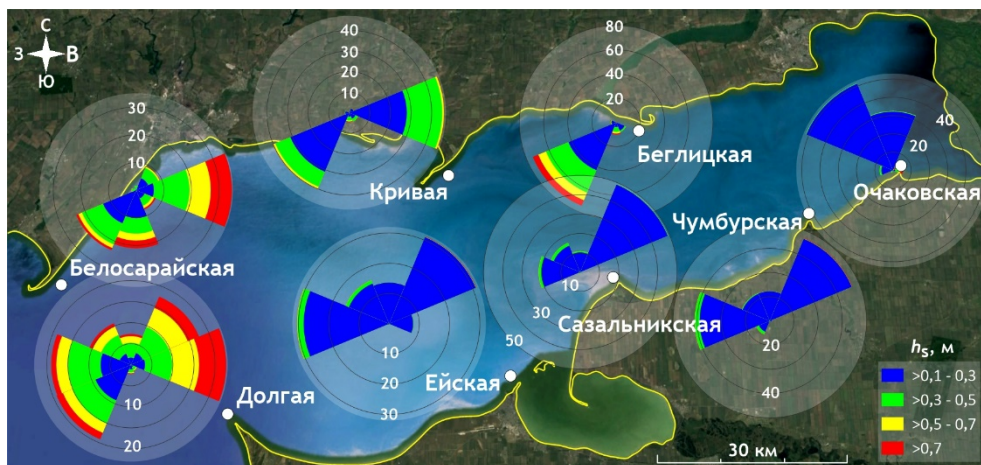 С
З В
Ю
30
20
10
Белосарайская
40
30
20
10
Кривая
80
60
40
20
Беглицкая
40
20
Очаковская
Чумбурская
10
30
50
Сазальникская
10
20
30
Ейская
20
40
10
20
Долгая
hs, м
>0,1 - 0,3
>0,3 - 0,5
>0,5 - 0,7
>0,7
30 км